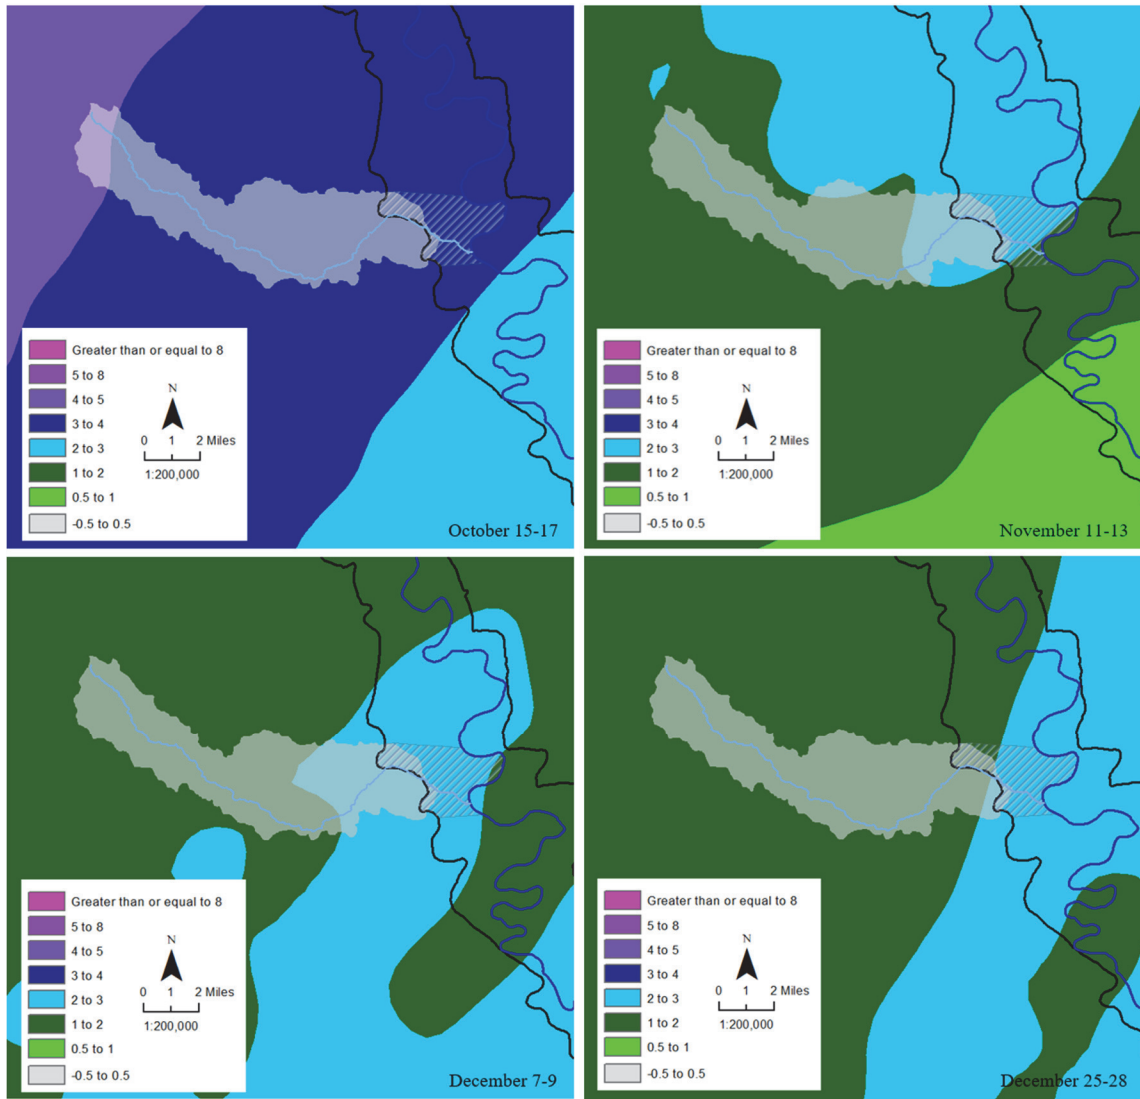 Greater than or equal to 8
5 to 8
4 to 5
3 to 4
2 to 3
1 to 2
0.5 to 1
-0.5 to 0.5
N
0 1 2 Miles
1:200,000
October 15-17
Greater than or equal to 8
5 to 8
4 to 5
3 to 4
2 to 3
1 to 2
0.5 to 1
-0.5 to 0.5
N
0 1 2 Miles
1:200,000
November 11-13
Greater than or equal to 8
5 to 8
4 to 5
3 to 4
2 to 3
1 to 2
0.5 to 1
-0.5 to 0.5
N
0 1 2 Miles
1:200,000
December 7-9
Greater than or equal to 8
5 to 8
4 to 5
3 to 4
2 to 3
1 to 2
0.5 to 1
-0.5 to 0.5
N
0 1 2 Miles
1:200,000
December 25-28